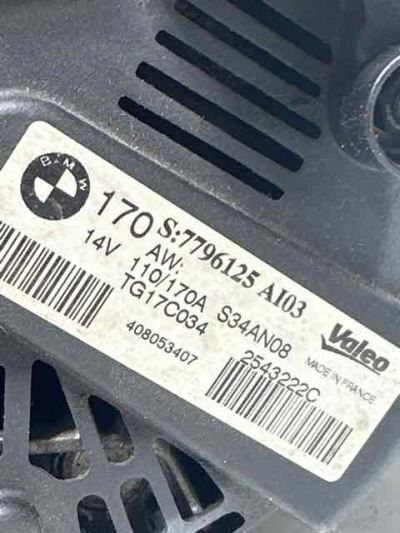 BMW
170 S:7796125 AI03
AW:
14V 110/170A S34AN08
TG17C034
408053407
2543222C
Valeo
MADE IN FRANCE